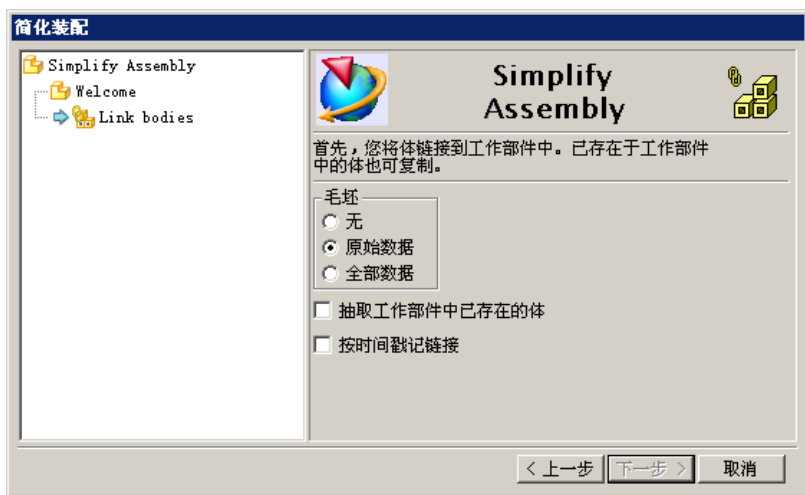 简化装配
Simplify Assembly
Welcome
Link bodies
Simplify
Assembly
首先，您将体链接到工作部件中。已存在于工作部件
中的体也可复制。
毛坯
无
原始数据
全部数据
抽取工作部件中已存在的体
按时间戳记链接
< 上一步
下一步 >
取消